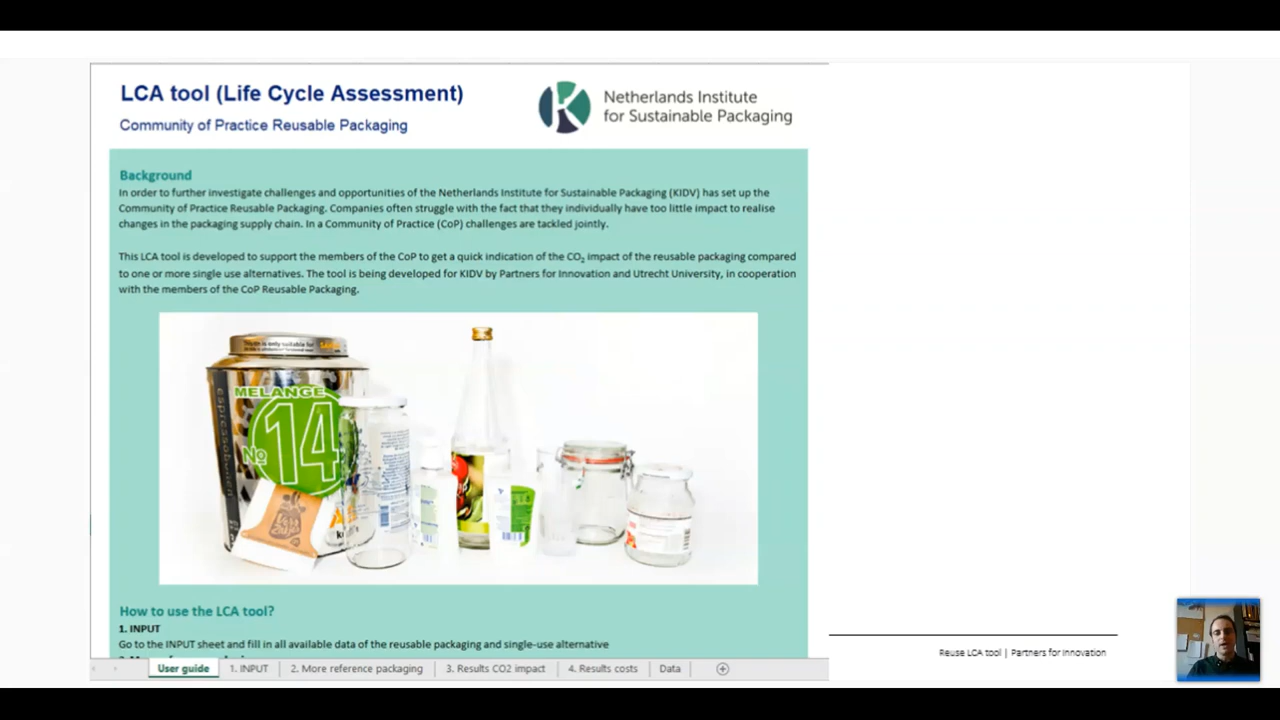 LCA tool (Life Cycle Assessment)
Community of Practice Reusable Packaging
Netherlands Institute
for Sustainable Packaging
Background
In order to further investigate challenges and opportunities of the Netherlands Institute for Sustainable Packaging (KIDV) has set up the
Community of Practice Reusable Packaging. Companies often struggle with the fact that they individually have too little impact to realise
changes in the packaging supply chain. In a Community of Practice (CoP) challenges are tackled jointly.
This LCA tool is developed to support the members of the CoP to get a quick indication of the CO₂ impact of the reusable packaging compared
to one or more single use alternatives. The tool is being developed for KIDV by Partners for Innovation and Utrecht University, in cooperation
with the members of the CoP Reusable Packaging.
MELANGE
No 14
How to use the LCA tool?
1. INPUT
Go to the INPUT sheet and fill in all available data of the reusable packaging and single-use alternative
User guide
1. INPUT
2. More reference packaging
3. Results CO2 impact
4. Results costs
Data
Reuse LCA tool | Partners for Innovation